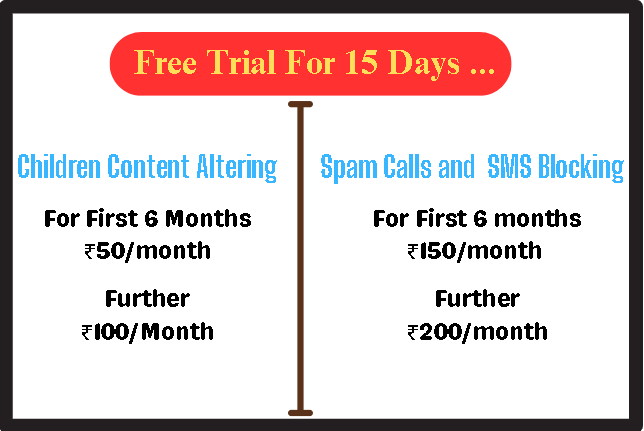 Free Trial For 15 Days ...
Children Content Altering
For First 6 Months
₹50/month
Further
₹100/Month
Spam Calls and SMS Blocking
For First 6 months
₹150/month
Further
₹200/month